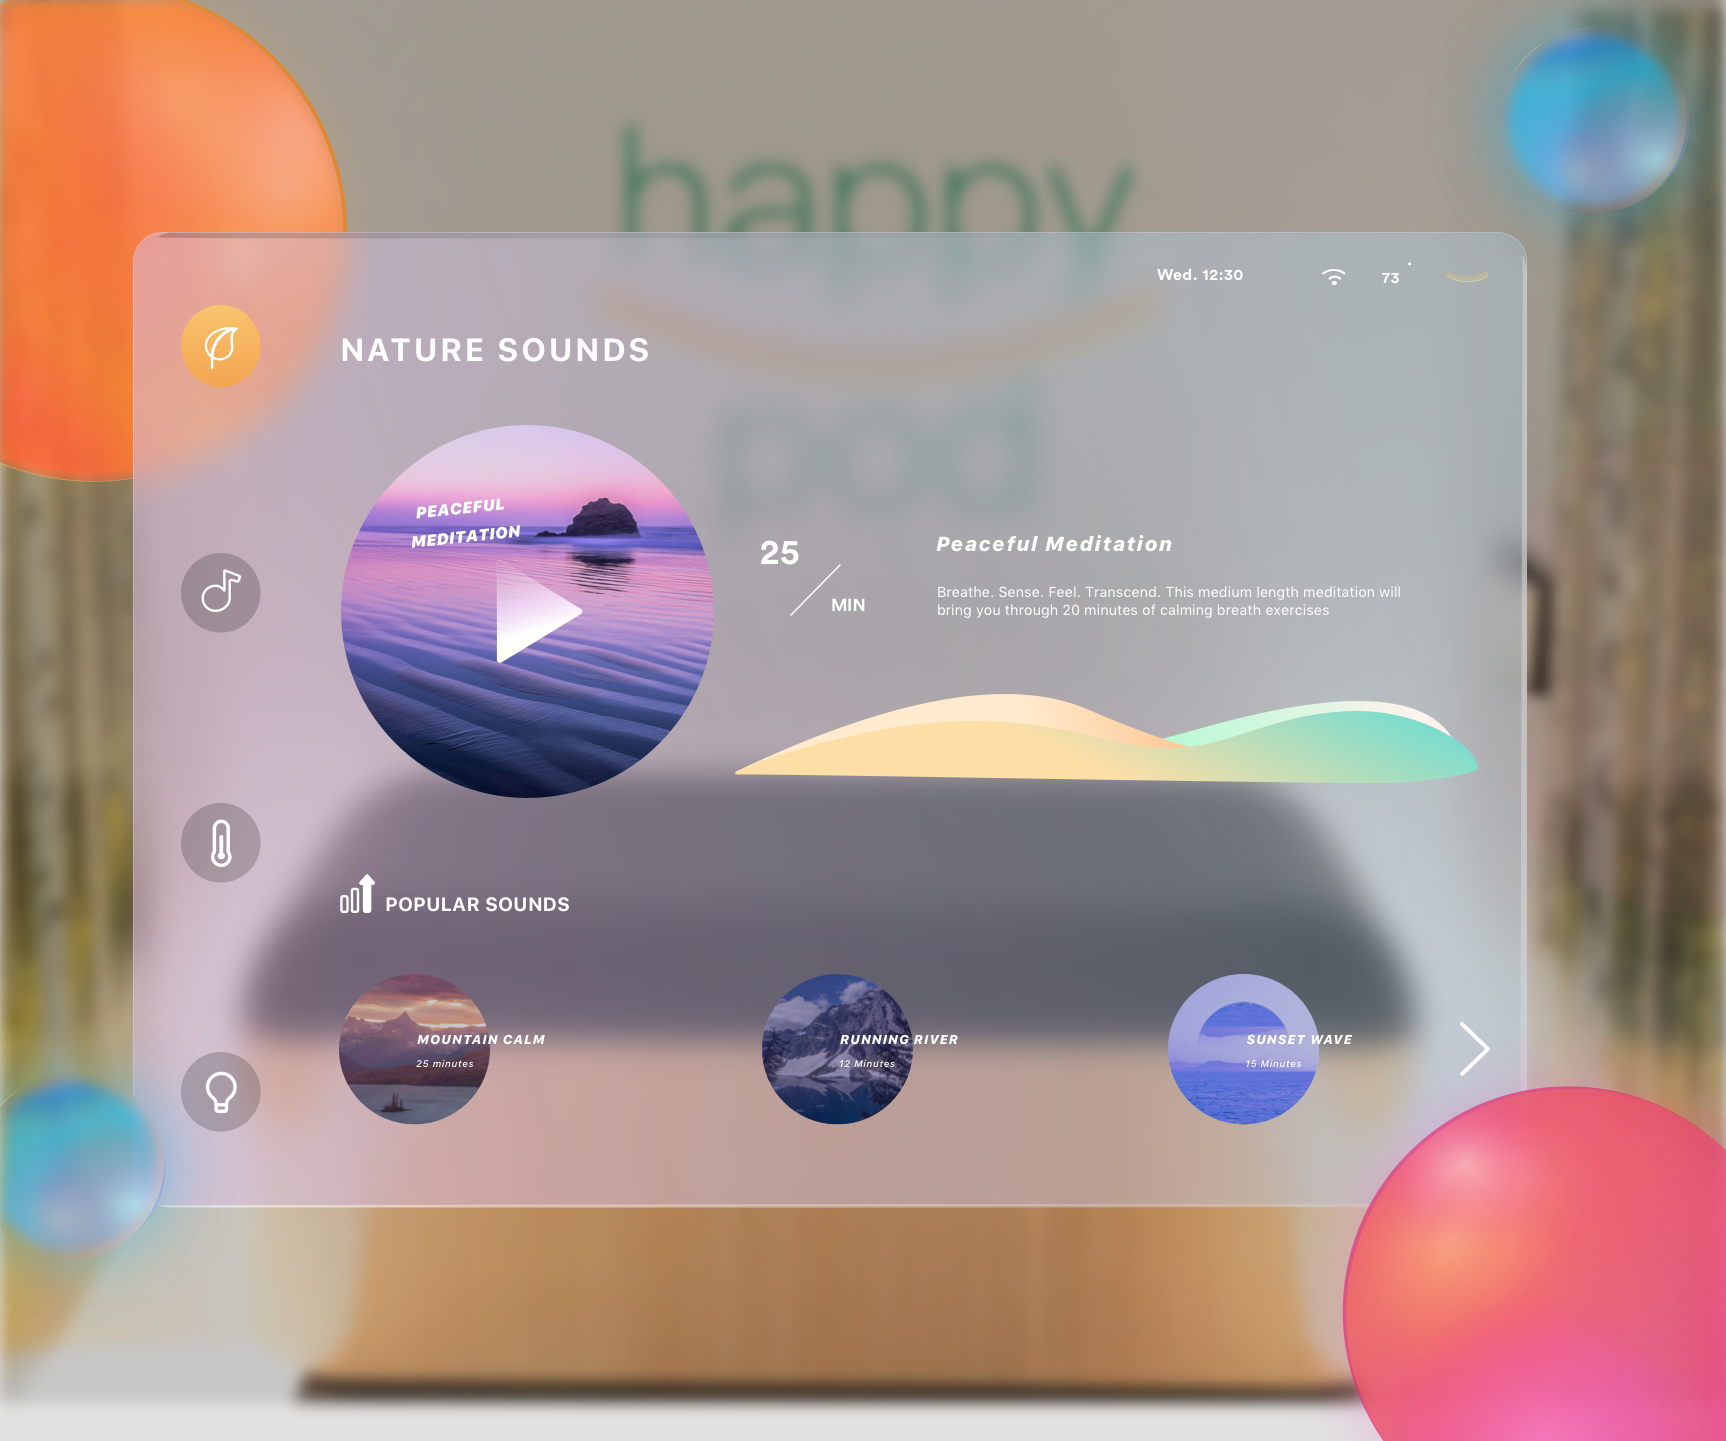 happy
pod
Wed. 12:30
73
NATURE SOUNDS
PEACEFUL
MEDITATION
25
MIN
Peaceful Meditation
Breathe. Sense. Feel. Transcend. This medium length meditation will
bring you through 20 minutes of calming breath exercises
POPULAR SOUNDS
MOUNTAIN CALM
25 minutes
RUNNING RIVER
12 Minutes
SUNSET WAVE
15 Minutes